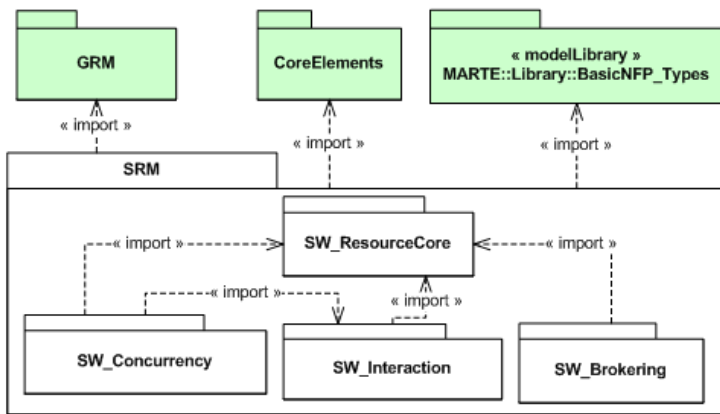 GRM
CoreElements
« modelLibrary »
MARTE::Library::BasicNFP_Types
« import »
« import »
« import »
SRM
SW_ResourceCore
« import »
« import »
« import »
« import »
SW_Concurrency
SW_Interaction
SW_Brokering